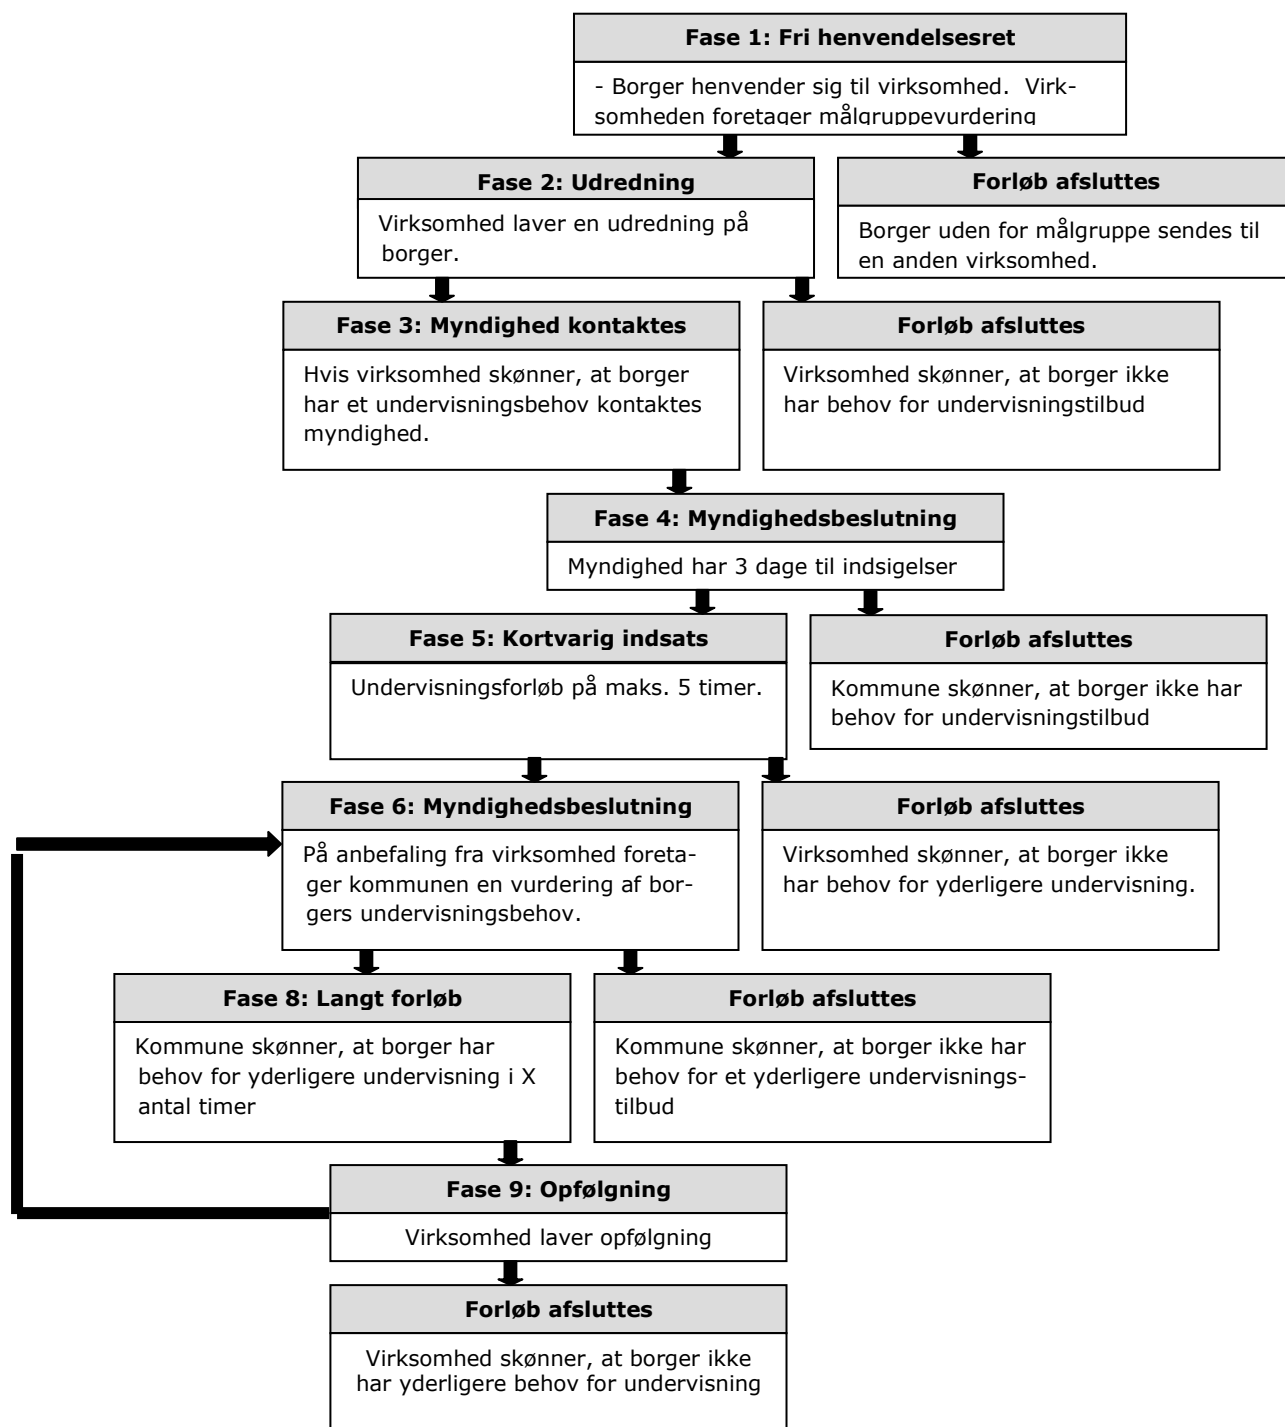 Fase 1: Fri henvendelsesret
- Borger henvender sig til virksomhed.  Virk-
somheden foretager målgruppevurdering
Fase 2: Udredning
Virksomhed laver en udredning på
borger.
Forløb afsluttes
Borger uden for målgruppe sendes til
en anden virksomhed.
Fase 3: Myndighed kontaktes
Hvis virksomhed skønner, at borger
har et undervisningsbehov kontaktes
myndighed.
Forløb afsluttes
Virksomhed skønner, at borger ikke
har behov for undervisningstilbud
Fase 4: Myndighedsbeslutning
Myndighed har 3 dage til indsigelser
Fase 5: Kortvarig indsats
Undervisningsforløb på maks. 5 timer.
Forløb afsluttes
Kommune skønner, at borger ikke har
behov for undervisningstilbud
Fase 6: Myndighedsbeslutning
På anbefaling fra virksomhed foreta-
ger kommunen en vurdering af bor-
gers undervisningsbehov.
Forløb afsluttes
Virksomhed skønner, at borger ikke
har behov for yderligere undervisning.
Fase 8: Langt forløb
Kommune skønner, at borger har
behov for yderligere undervisning i X
antal timer
Forløb afsluttes
Kommune skønner, at borger ikke har
behov for et yderligere undervisnings-
tilbud
Fase 9: Opfølgning
Virksomhed laver opfølgning
Forløb afsluttes
Virksomhed skønner, at borger ikke
har yderligere behov for undervisning